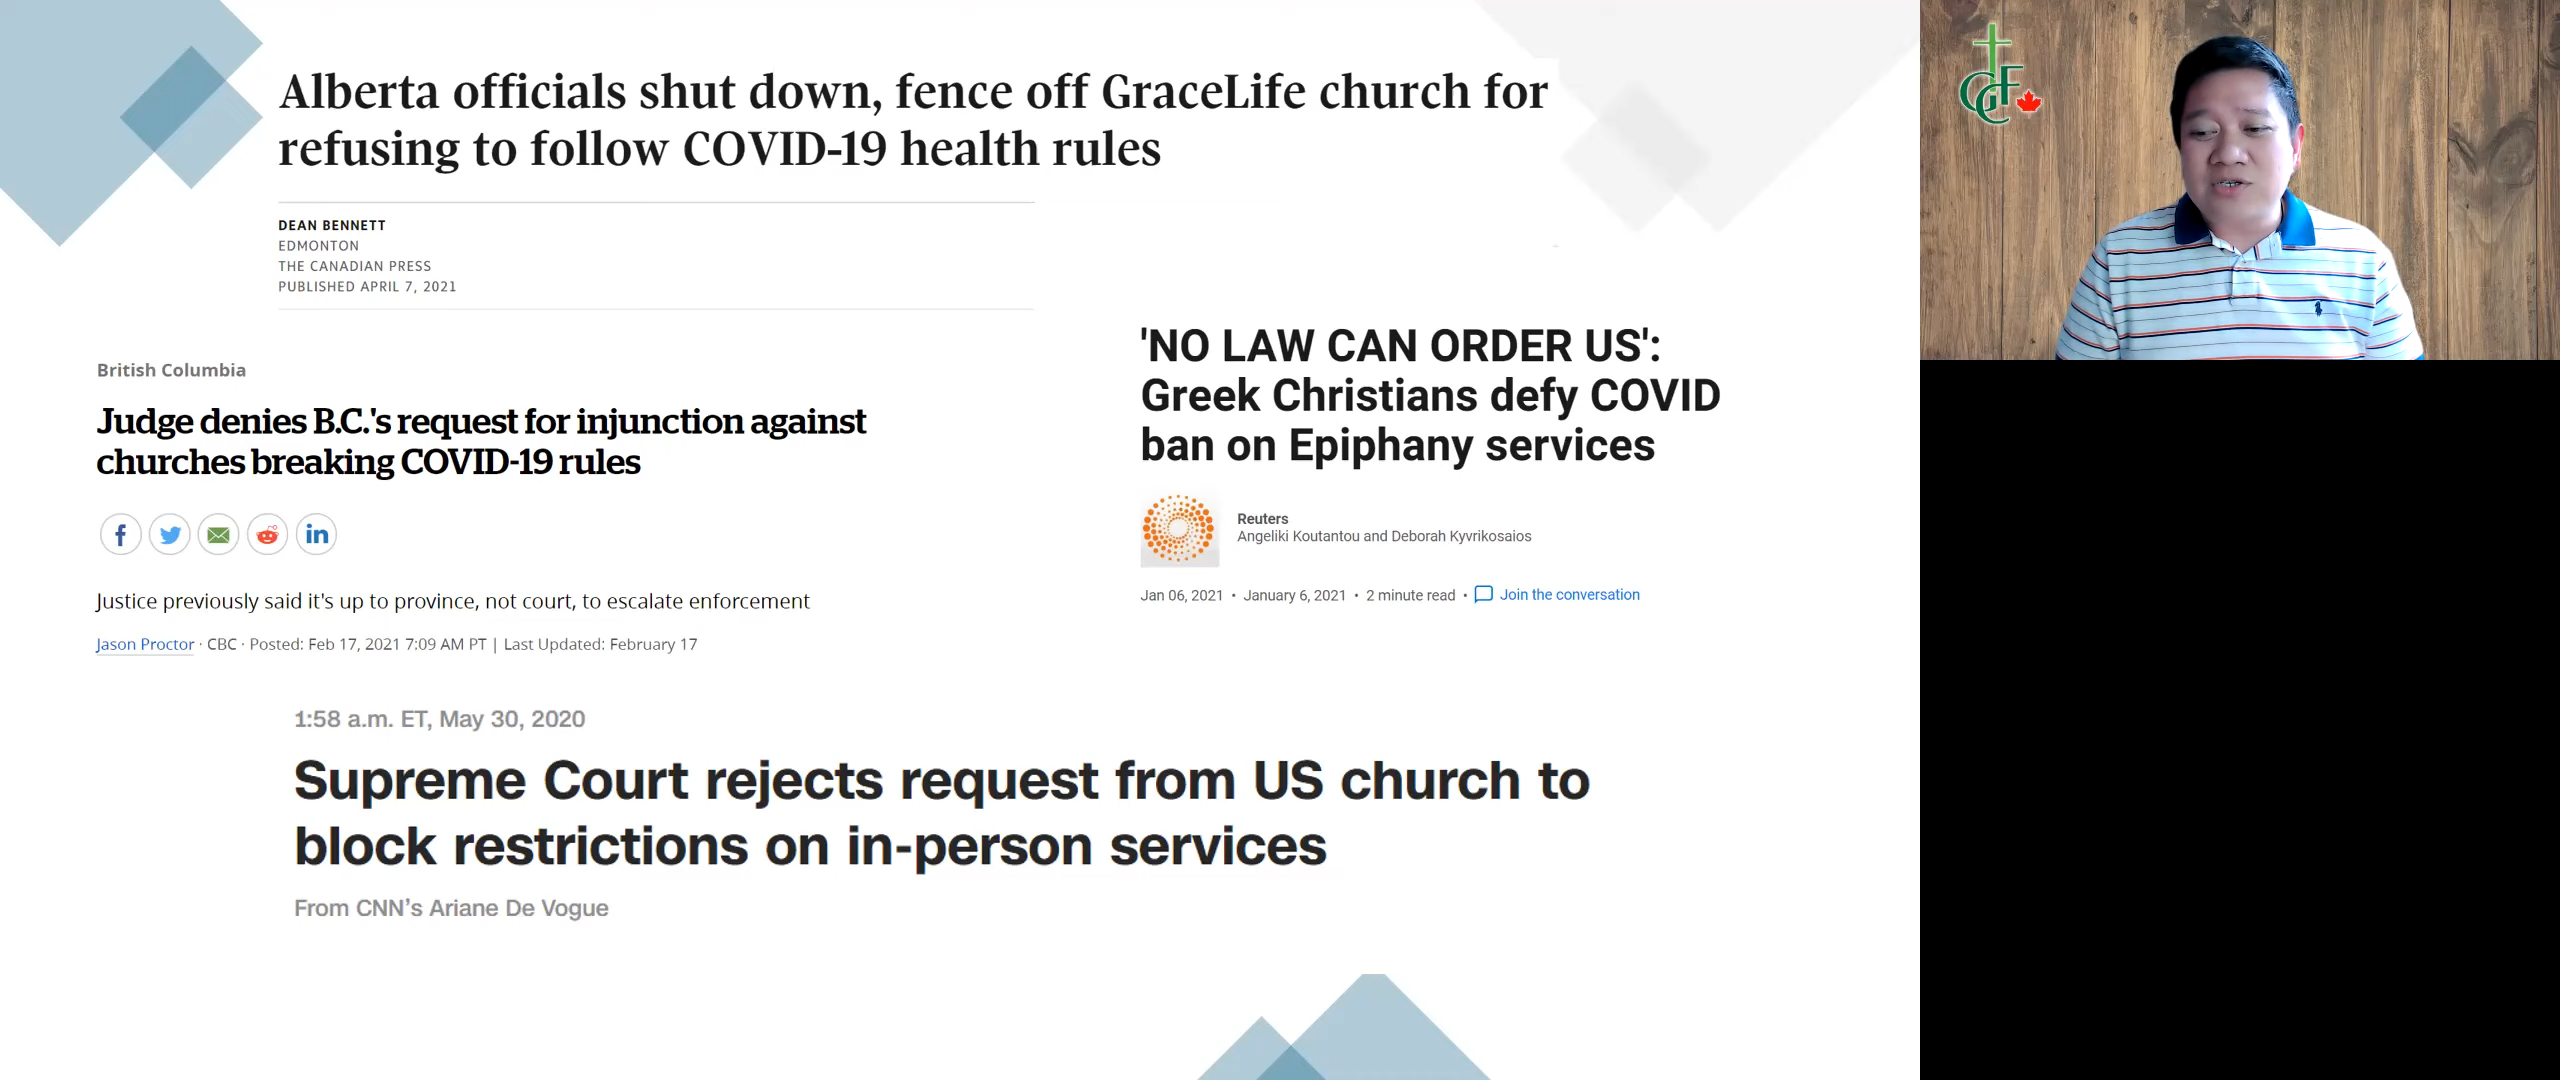 Alberta officials shut down, fence off GraceLife church for
refusing to follow COVID-19 health rules
DEAN BENNETT
EDMONTON
THE CANADIAN PRESS
PUBLISHED APRIL 7, 2021
British Columbia
Judge denies B.C.'s request for injunction against
churches breaking COVID-19 rules
f
in
Justice previously said it's up to province, not court, to escalate enforcement
Jason Proctor · CBC · Posted: Feb 17, 2021 7:09 AM PT | Last Updated: February 17
'NO LAW CAN ORDER US':
Greek Christians defy COVID
ban on Epiphany services
Reuters
Angeliki Koutantou and Deborah Kyvrikosaios
Jan 06, 2021 • January 6, 2021 • 2 minute read • Join the conversation
1:58 a.m. ET, May 30, 2020
Supreme Court rejects request from US church to
block restrictions on in-person services
From CNN's Ariane De Vogue
GCF